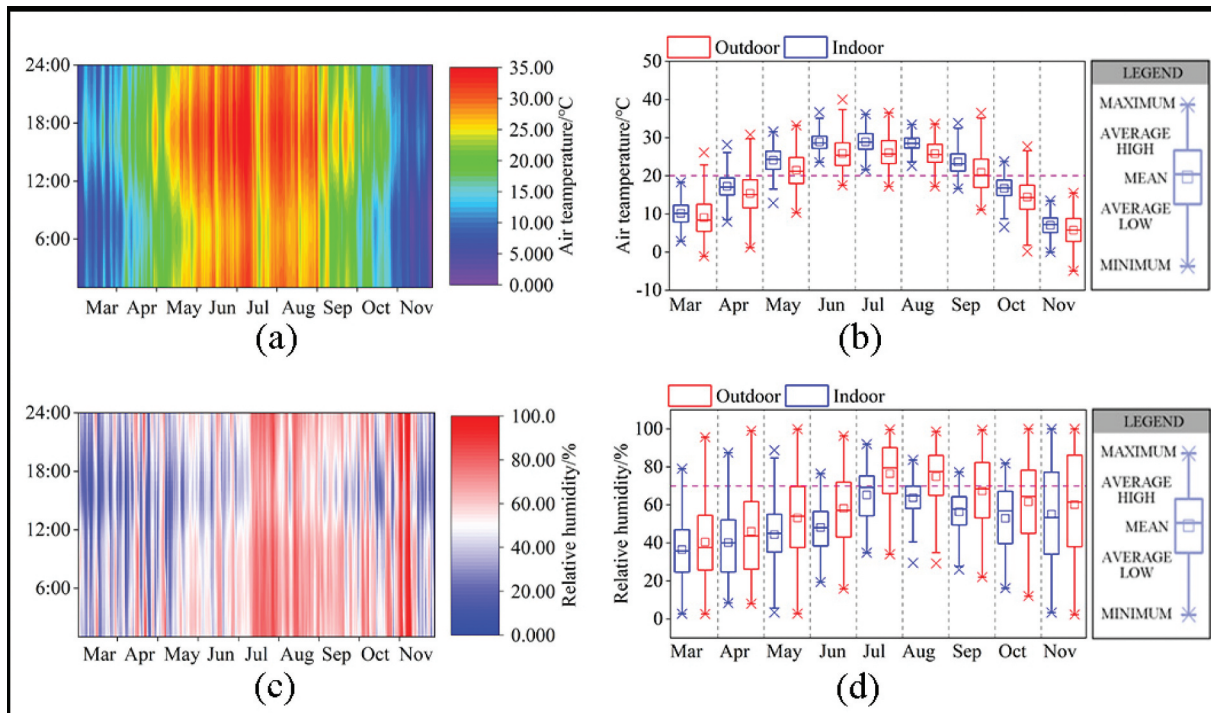 24:00
18:00
12:00
6:00
Mar Apr May Jun Jul Aug Sep Oct Nov
35.00
30.00
25.00
20.00
15.00
10.00
5.000
0.000
Air teamperature/°C
(a)
Outdoor Indoor
50
40
30
20
10
0
-10
Air teamperature/°C
Mar Apr May Jun Jul Aug Sep Oct Nov
LEGEND
MAXIMUM
AVERAGE
HIGH
MEAN
AVERAGE
LOW
MINIMUM
(b)
24:00
18:00
12:00
6:00
Mar Apr May Jun Jul Aug Sep Oct Nov
100.0
80.00
60.00
40.00
20.00
0.000
Relative humidity/%
(c)
Outdoor Indoor
100
80
60
40
20
0
Relative humidity/%
Mar Apr May Jun Jul Aug Sep Oct Nov
LEGEND
MAXIMUM
AVERAGE
HIGH
MEAN
AVERAGE
LOW
MINIMUM
(d)